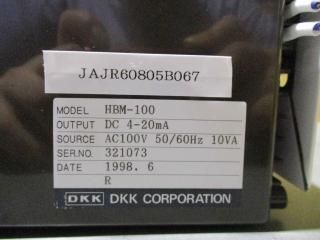 JAJR60805B067
MODEL HBM-100
OUTPUT DC 4-20mA
SOURCE AC100V 50/60Hz 10VA
SER.NO. 321073
DATE 1998. 6
R
DKK DKK CORPORATION